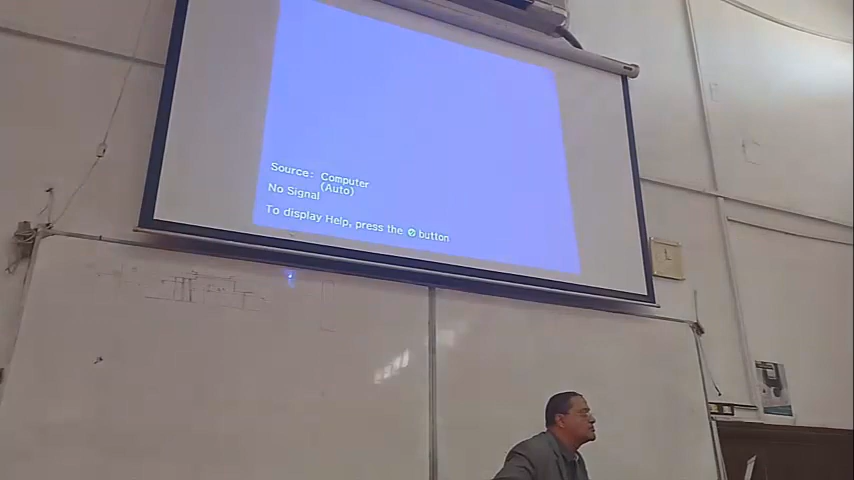 Source: Computer
(Auto)
No Signal
To display Help, press the button